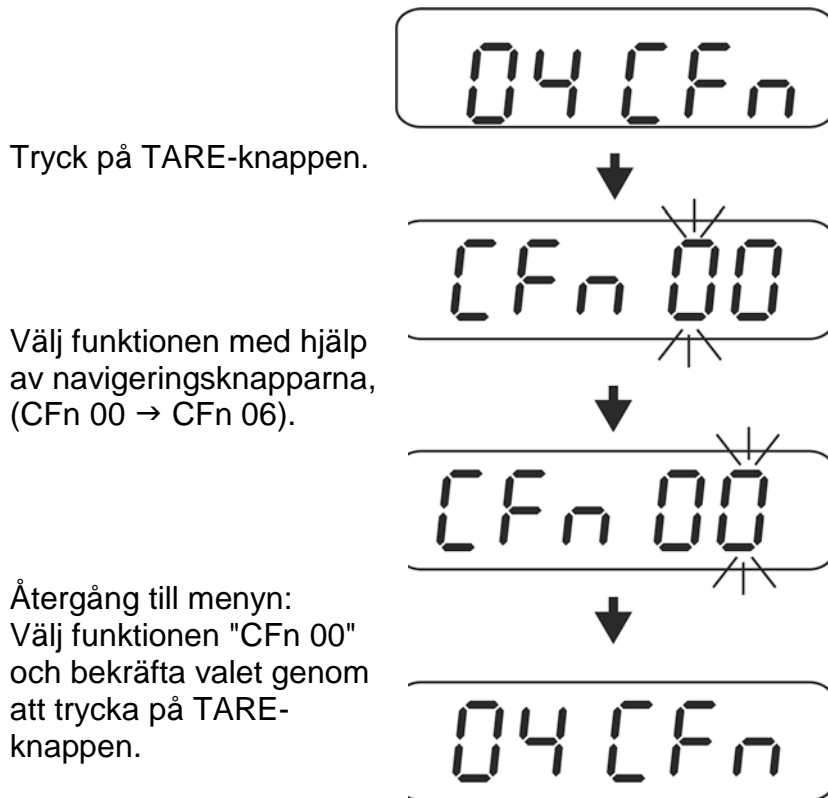 04 CFn
Tryck på TARE-knappen.
CFn 00
Välj funktionen med hjälp
av navigeringsknapparna,
(CFn 00 → CFn 06).
CFn 00
Återgång till menyn:
Välj funktionen "CFn 00"
och bekräfta valet genom
att trycka på TARE-
knappen.
04 CFn